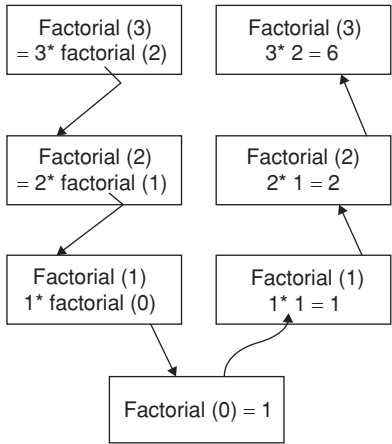 Factorial (3)
= 3* factorial (2)
Factorial (2)
= 2* factorial (1)
Factorial (1)
1* factorial (0)
Factorial (0) = 1
Factorial (1)
1* 1 = 1
Factorial (2)
2* 1 = 2
Factorial (3)
3* 2 = 6